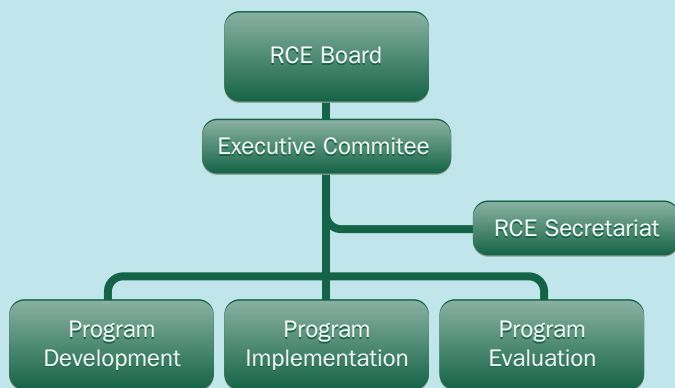 RCE Board
Executive Commitee
RCE Secretariat
Program
Development
Program
Implementation
Program
Evaluation